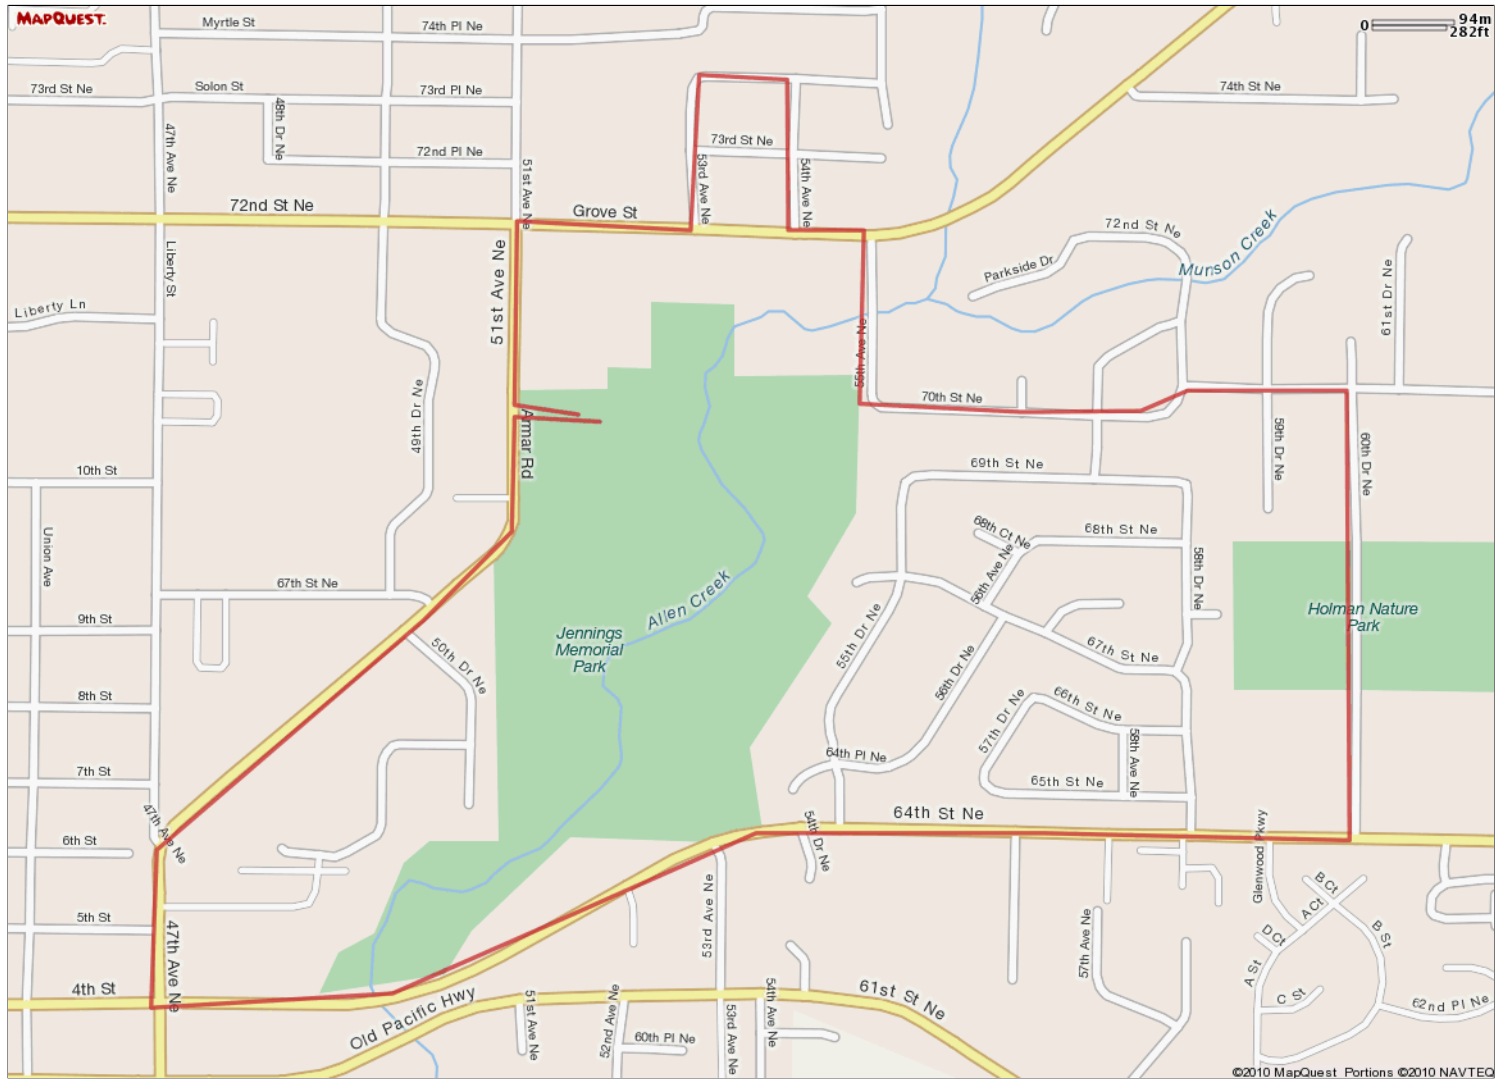 MAPQUEST.
0 94m
282ft
Myrtle St
74th Pl Ne
73rd St Ne
Solon St
73rd Pl Ne
74th St Ne
48th Dr Ne
47th Ave Ne
72nd Pl Ne
73rd St Ne
51st Ave Ne
53rd Ave Ne
54th Ave Ne
72nd St Ne
Grove St
72nd St Ne
Munson Creek
Parkside Dr
Liberty St
Liberty Ln
51st Ave Ne
61st Dr Ne
55th Ave Ne
49th Dr Ne
70th St Ne
Armar Rd
59th Dr Ne
60th Dr Ne
10th St
69th St Ne
Union Ave
68th Ct Ne
68th St Ne
56th Ave Ne
58th Dr Ne
67th St Ne
Allen Creek
9th St
Holman Nature
Park
Jennings
Memorial
Park
55th Dr Ne
50th Dr Ne
67th St Ne
56th Dr Ne
8th St
57th Dr Ne
66th St Ne
58th Ave Ne
64th Pl Ne
7th St
65th St Ne
47th Ave Ne
64th St Ne
6th St
54th Dr Ne
Glenwood Pkwy
53rd Ave Ne
B Ct
A Ct
5th St
47th Ave Ne
57th Ave Ne
D Ct
B St
A St
4th St
Old Pacific Hwy
51st Ave Ne
52nd Ave Ne
54th Ave Ne
53rd Ave Ne
61st St Ne
C St
62nd Pl Ne
60th Pl Ne
©2010 MapQuest Portions ©2010 NAVTEQ